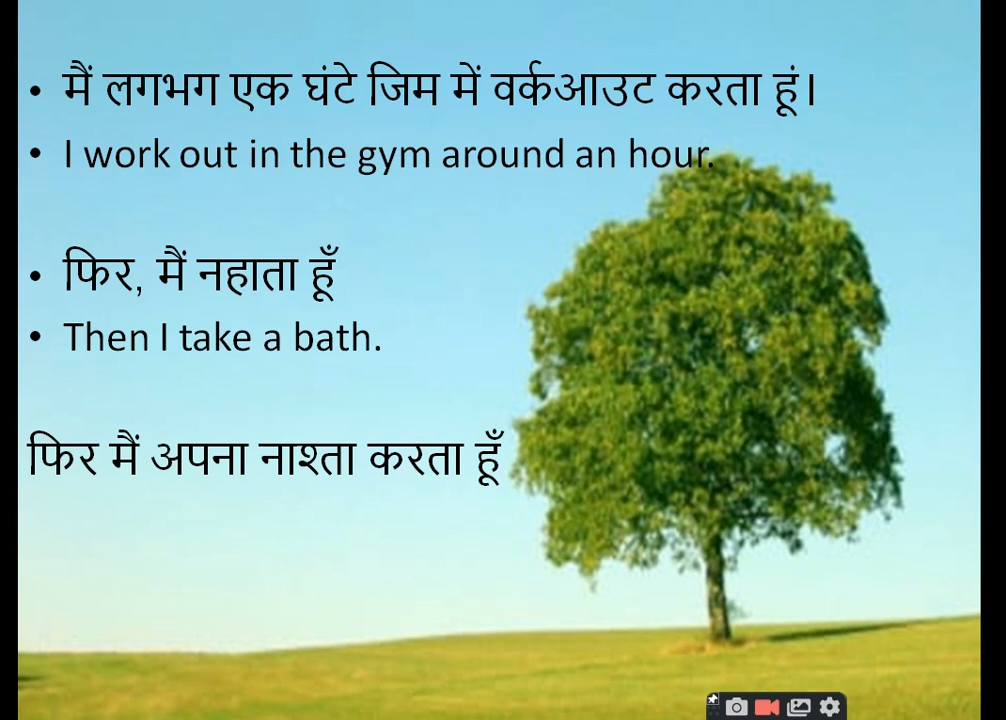 • मैं लगभग एक घंटे जिम में वर्कआउट करता हूं।
• I work out in the gym around an hour.
• फिर, मैं नहाता हूँ
• Then I take a bath.
फिर मैं अपना नाश्ता करता हूँ